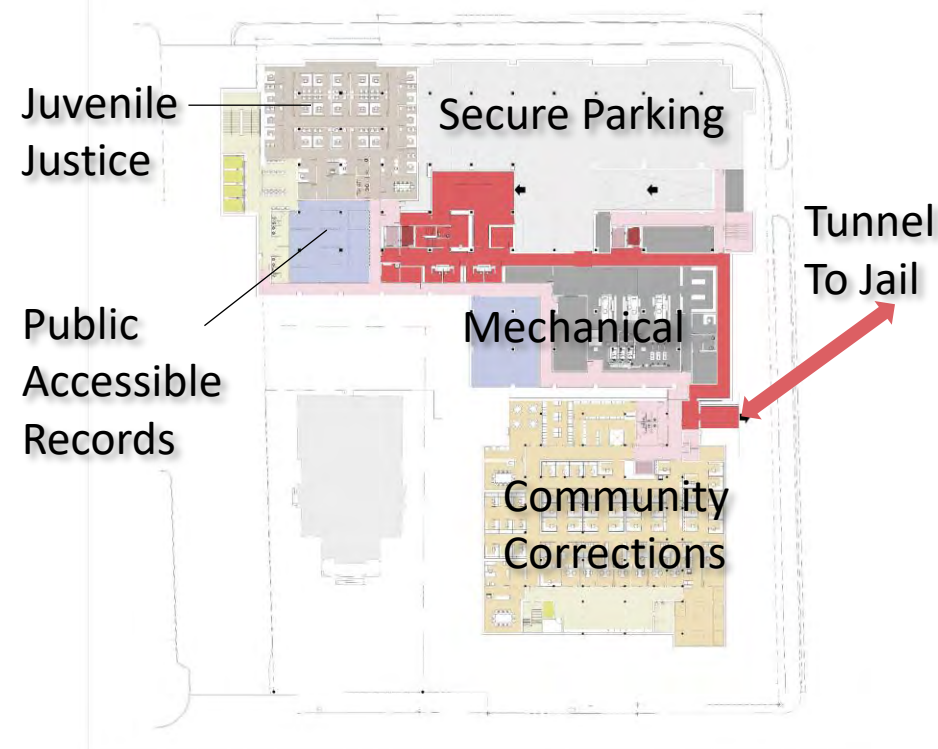 Juvenile
Justice
Secure Parking
Tunnel
To Jail
Public
Accessible
Records
Mechanical
Community
Corrections